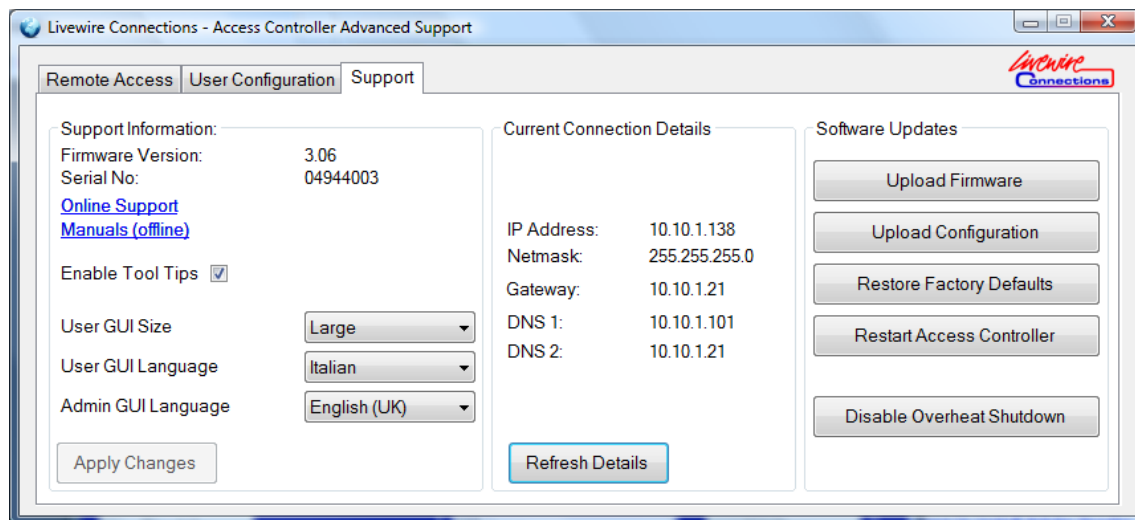 Livewire Connections - Access Controller Advanced Support
Livewire
Connections
Remote Access
User Configuration
Support
Support Information:
Firmware Version: 3.06
Serial No: 04944003
Online Support
Manuals (offline)
Enable Tool Tips
User GUI Size Large
User GUI Language Italian
Admin GUI Language English (UK)
Apply Changes
Current Connection Details
IP Address: 10.10.1.138
Netmask: 255.255.255.0
Gateway: 10.10.1.21
DNS 1: 10.10.1.101
DNS 2: 10.10.1.21
Refresh Details
Software Updates
Upload Firmware
Upload Configuration
Restore Factory Defaults
Restart Access Controller
Disable Overheat Shutdown